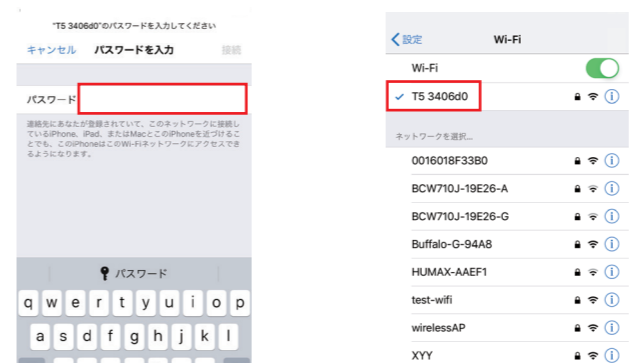 "T5 3406d0"のパスワードを入力してください
キャンセル パスワードを入力 接続
パスワード
連絡先にあなたが登録されていて、このネットワークに接続し
ているiPhone、iPad、またはMacとこのiPhoneを近づけるこ
とでも、このiPhoneはこのWi-Fiネットワークにアクセスでき
るようになります。
パスワード
q w e r t y u i o p
a s d f g h j k l
設定 Wi-Fi
Wi-Fi
T5 3406d0
ネットワークを選択...
0016018F33B0
BCW710J-19E26-A
BCW710J-19E26-G
Buffalo-G-94A8
HUMAX-AAEF1
test-wifi
wirelessAP
XYY